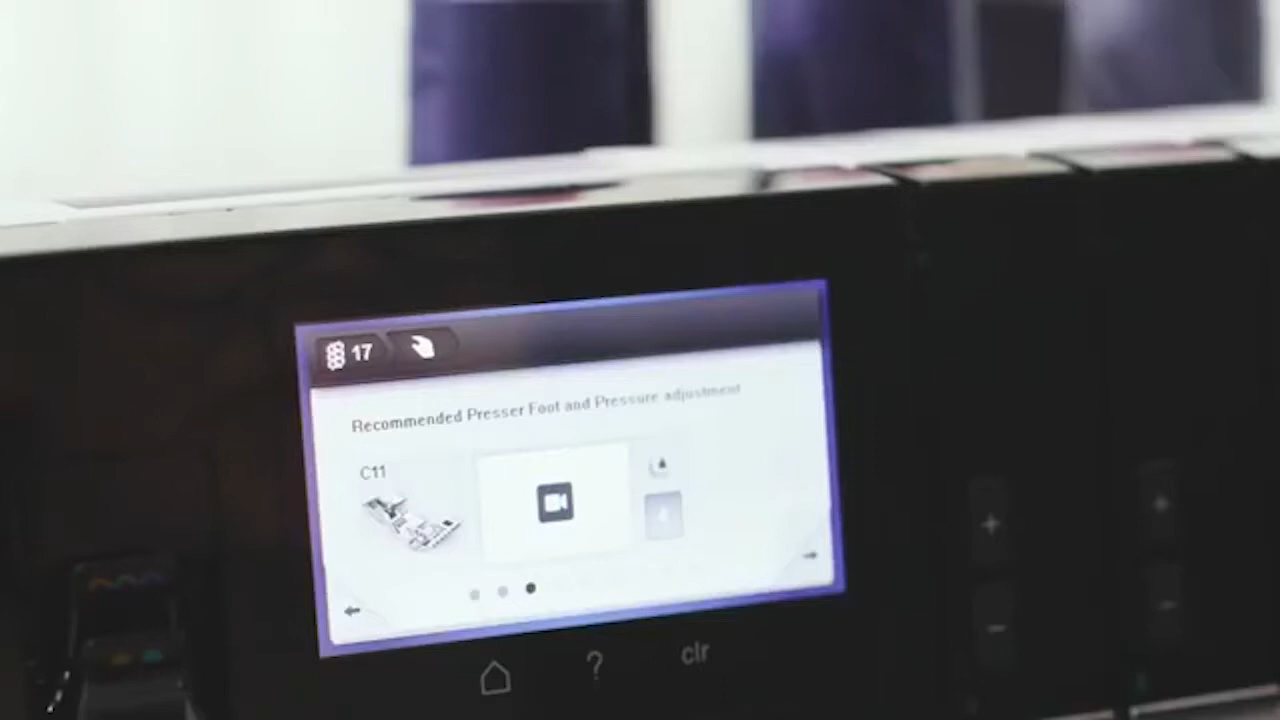 17
Recommended Presser Foot and Pressure adjustment
C11
? clr
+ +
- -